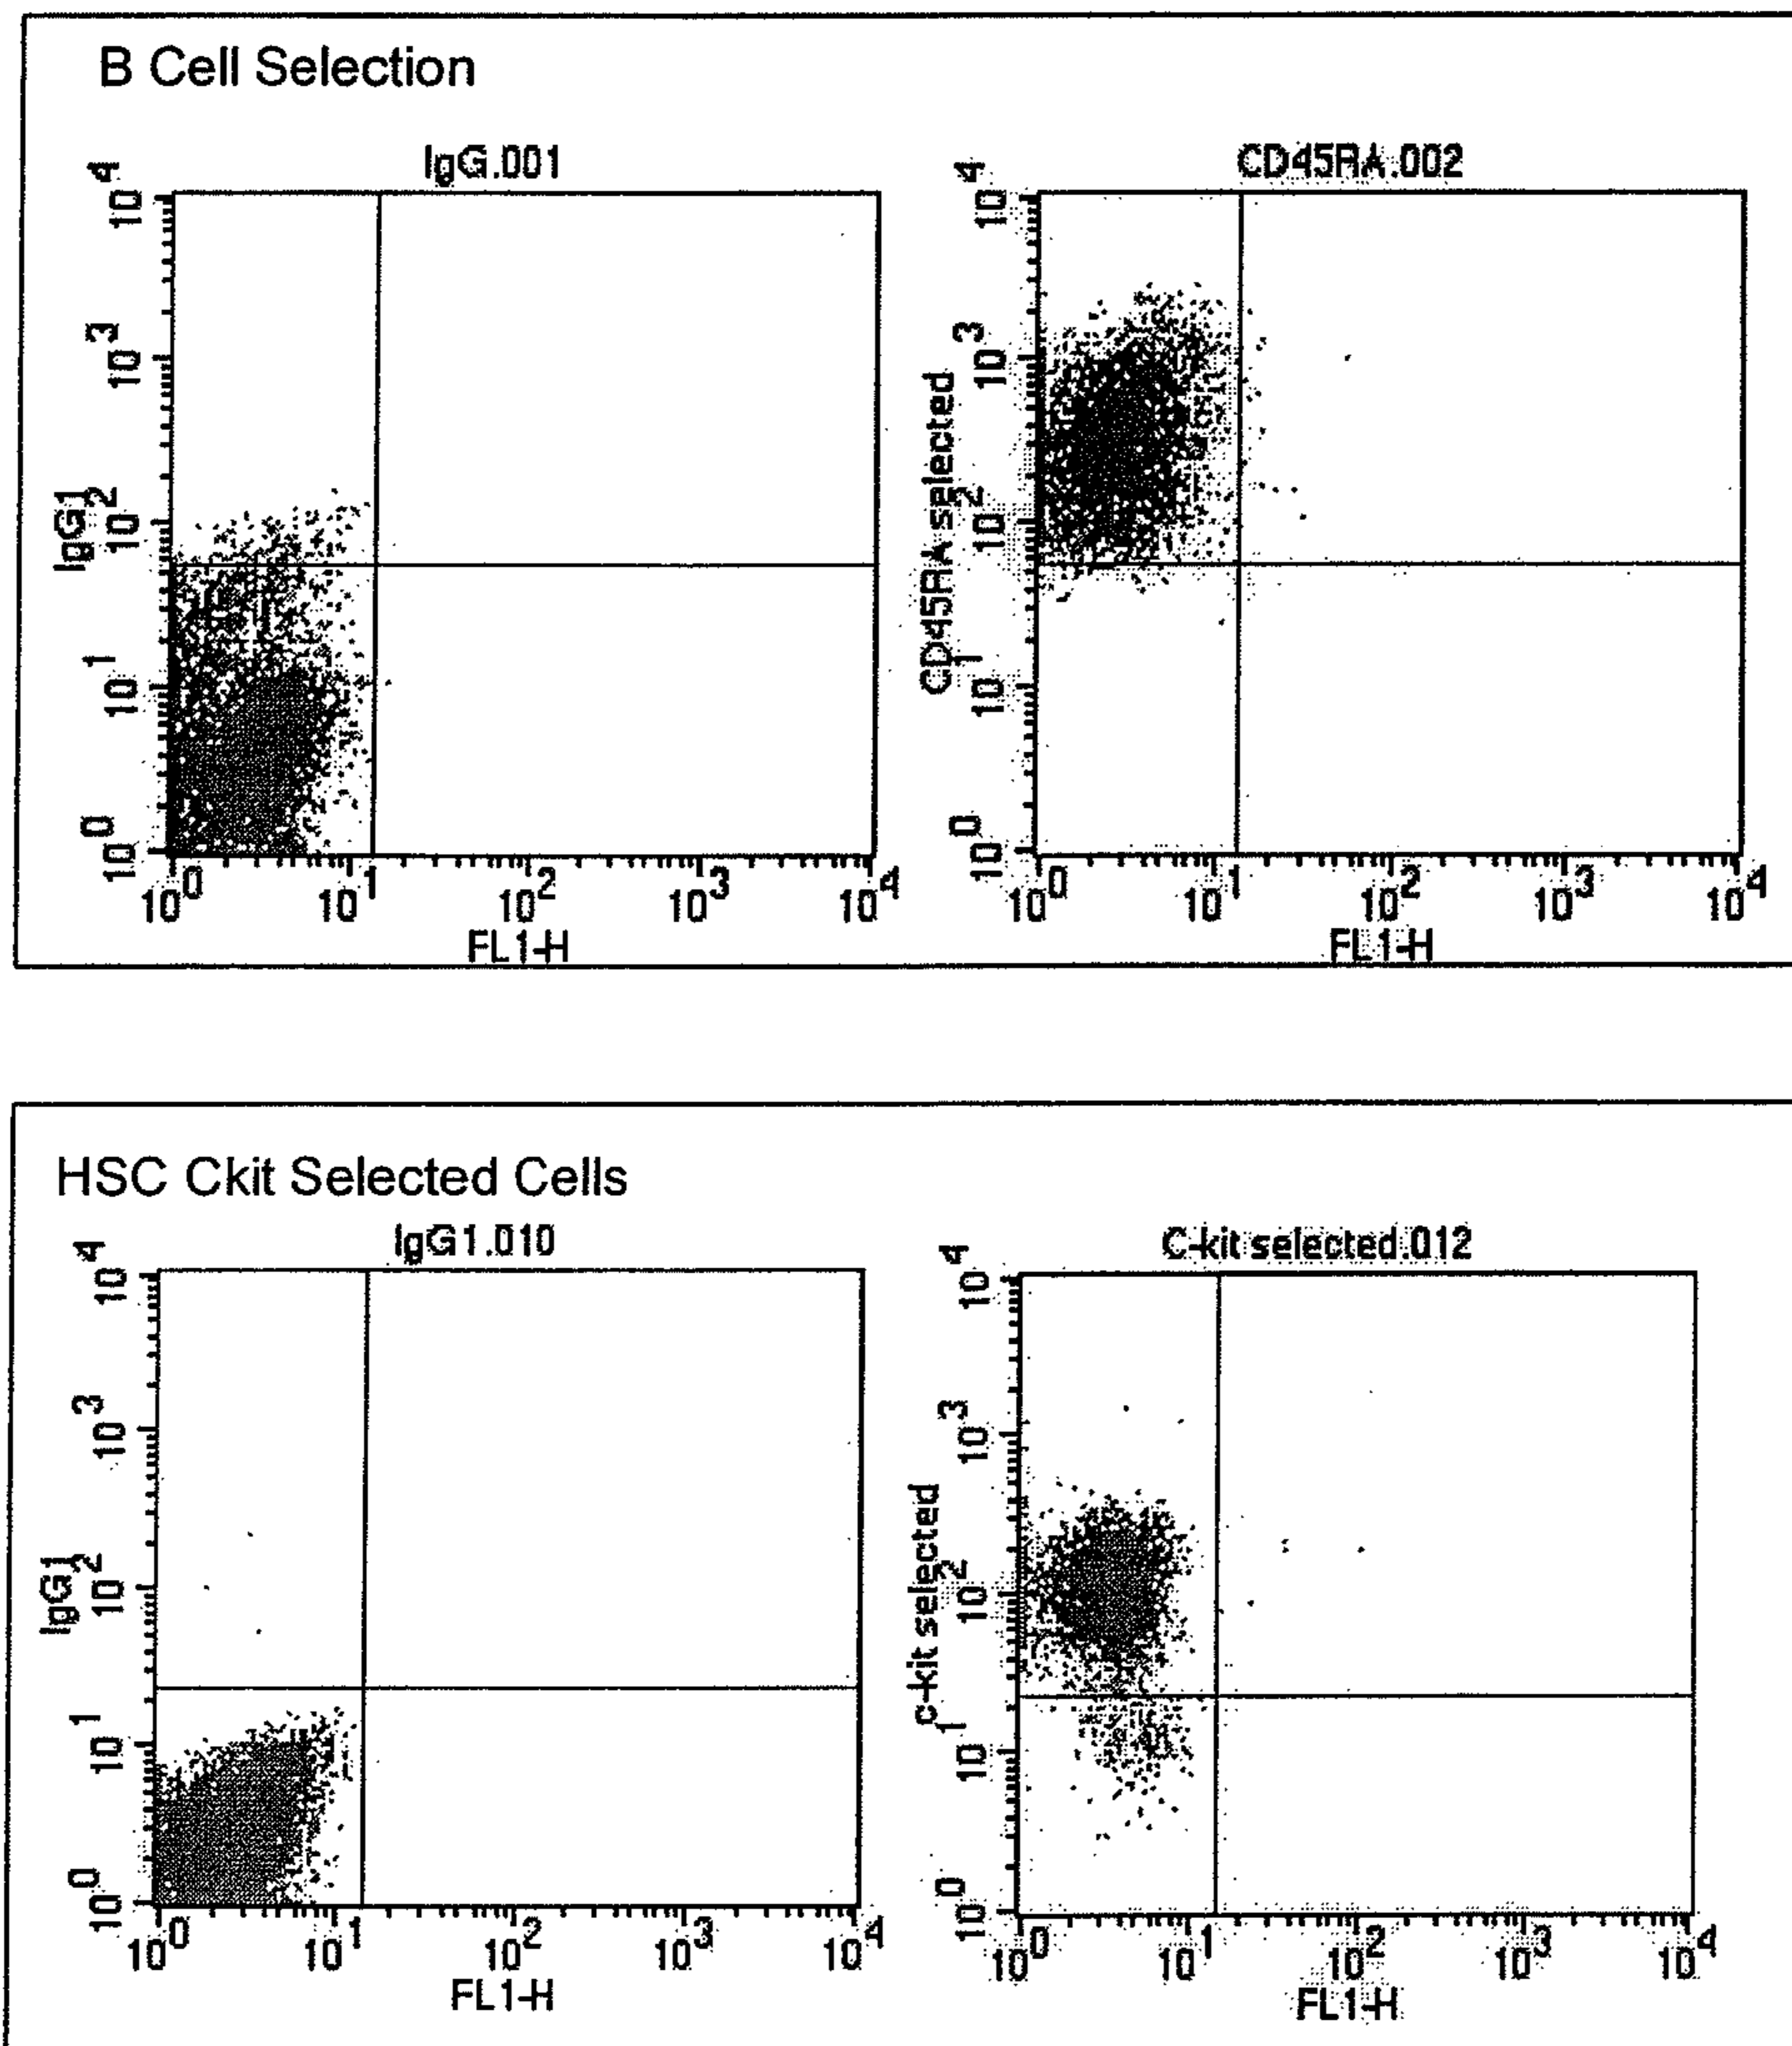 B Cell Selection
IgG.001
CD45RA.002
IgG1
10^0 10^1 10^2 10^3 10^4
10^0 10^1 10^2 10^3 10^4
FL1-H
CD45RA selected
10^0 10^1 10^2 10^3 10^4
10^0 10^1 10^2 10^3 10^4
FL1-H
HSC Ckit Selected Cells
IgG1.010
C-kit selected.012
IgG1
10^0 10^1 10^2 10^3 10^4
10^0 10^1 10^2 10^3 10^4
FL1-H
c-kit selected
10^0 10^1 10^2 10^3 10^4
10^0 10^1 10^2 10^3 10^4
FL1-H